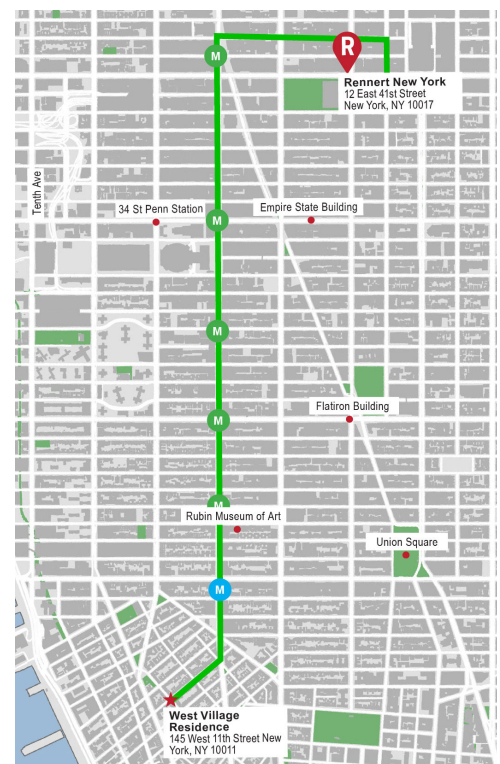 M
R
Rennert New York
12 East 41st Street
New York, NY 10017
Tenth Ave
34 St Penn Station
Empire State Building
M
M
Flatiron Building
M
M
Rubin Museum of Art
Union Square
M
West Village
Residence
145 West 11th Street New
York, NY 10011